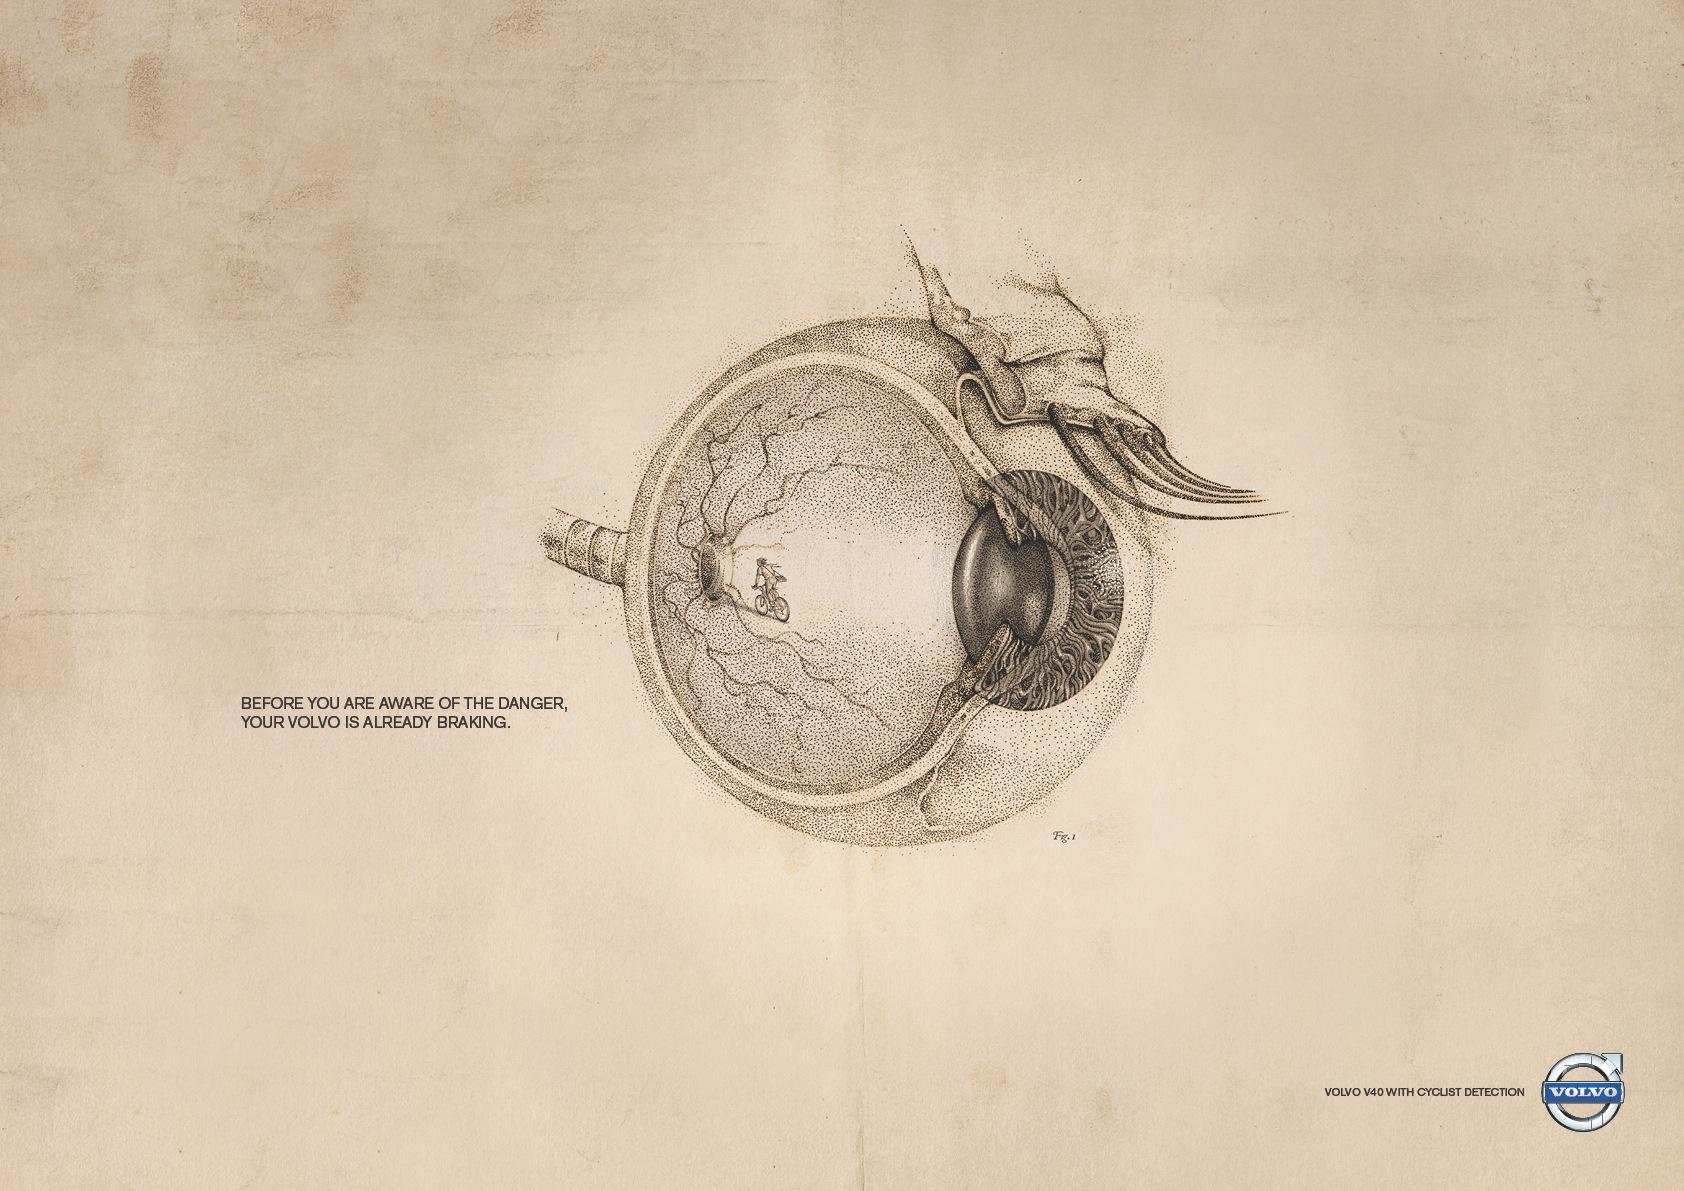 BEFORE YOU ARE AWARE OF THE DANGER,
YOUR VOLVO IS ALREADY BRAKING.
Fg. 1
VOLVO V40 WITH CYCLIST DETECTION
VOLVO